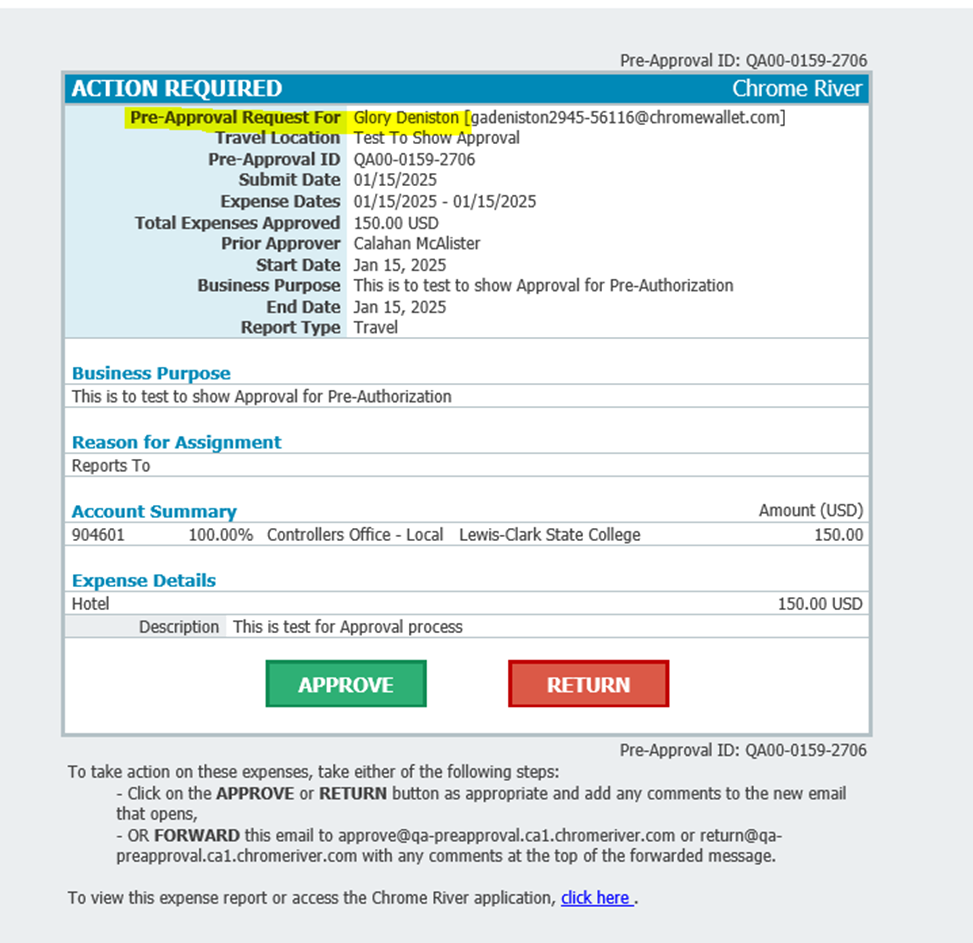 Pre-Approval ID: QA00-0159-2706
ACTION REQUIRED Chrome River
Pre-Approval Request For Glory Deniston [gadeniston2945-56116@chromewallet.com]
Travel Location Test To Show Approval
Pre-Approval ID QA00-0159-2706
Submit Date 01/15/2025
Expense Dates 01/15/2025 - 01/15/2025
Total Expenses Approved 150.00 USD
Prior Approver Calahan McAlister
Start Date Jan 15, 2025
Business Purpose This is to test to show Approval for Pre-Authorization
End Date Jan 15, 2025
Report Type Travel
Business Purpose
This is to test to show Approval for Pre-Authorization
Reason for Assignment
Reports To
Account Summary Amount (USD)
904601 100.00% Controllers Office - Local Lewis-Clark State College 150.00
Expense Details
Hotel 150.00 USD
Description This is test for Approval process
APPROVE RETURN
Pre-Approval ID: QA00-0159-2706
To take action on these expenses, take either of the following steps:
- Click on the APPROVE or RETURN button as appropriate and add any comments to the new email
that opens,
- OR FORWARD this email to approve@qa-preapproval.ca1.chromeriver.com or return@qa-
preapproval.ca1.chromeriver.com with any comments at the top of the forwarded message.
To view this expense report or access the Chrome River application, click here .